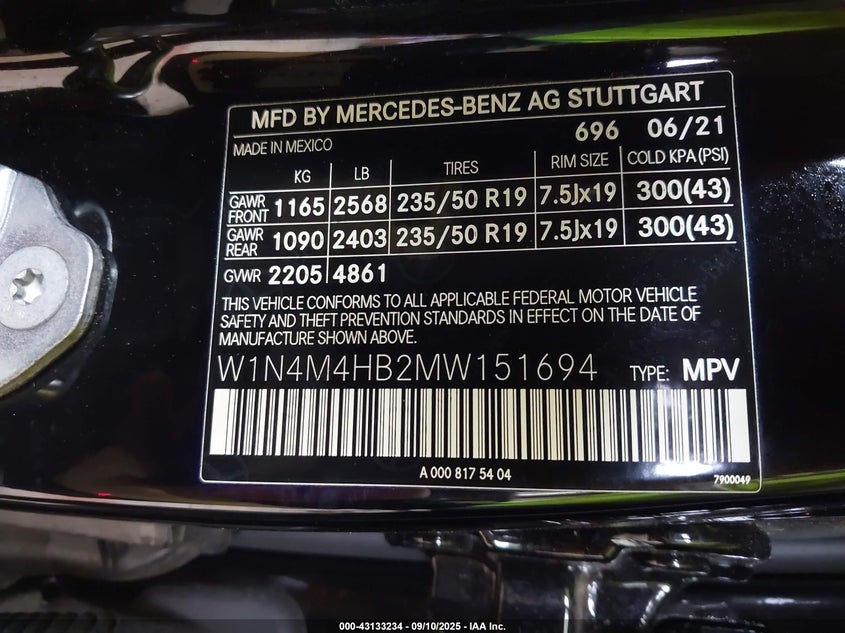 MFD BY MERCEDES-BENZ AG STUTTGART
696 06/21
MADE IN MEXICO
KG LB TIRES RIM SIZE COLD KPA(PSI)
GAWR FRONT 1165 2568 235/50 R19 7.5Jx19 300(43)
GAWR REAR 1090 2403 235/50 R19 7.5Jx19 300(43)
GVWR 2205 4861
THIS VEHICLE CONFORMS TO ALL APPLICABLE FEDERAL MOTOR VEHICLE
SAFETY AND THEFT PREVENTION STANDARDS IN EFFECT ON THE DATE OF
MANUFACTURE SHOWN ABOVE.
W1N4M4HB2MW151694 TYPE: MPV
A 000 817 54 04
7900049
000-43133234 - 09/10/2025 - IAA Inc.